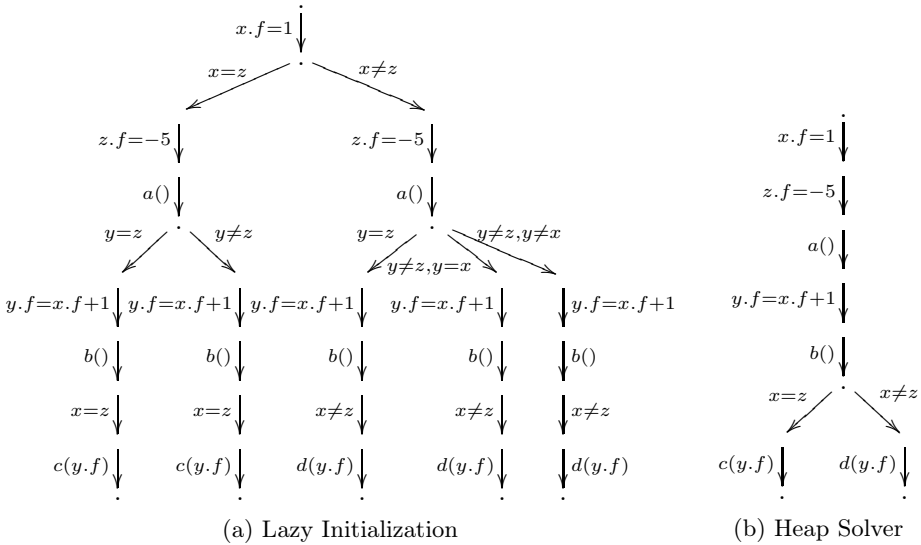 x.f=1
x=z x≠z
z.f=−5 z.f=−5
a() a()
y=z y≠z y=z y≠z,y=x y≠z,y≠x
y.f=x.f+1 y.f=x.f+1 y.f=x.f+1 y.f=x.f+1 y.f=x.f+1
b() b() b() b() b()
x=z x=z x≠z x≠z x≠z
c(y.f) c(y.f) d(y.f) d(y.f) d(y.f)
(a) Lazy Initialization
x.f=1
z.f=−5
a()
y.f=x.f+1
b()
x=z x≠z
c(y.f) d(y.f)
(b) Heap Solver